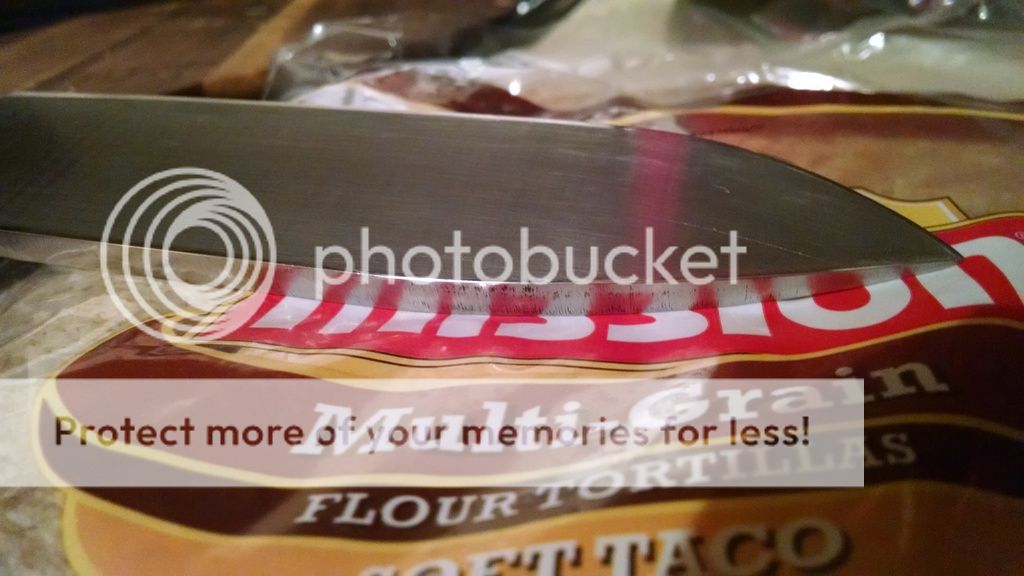 photobucket
mission
Protect more of your memories for less!
Multi Grain
FLOUR TORTILLAS
SOFT TACO